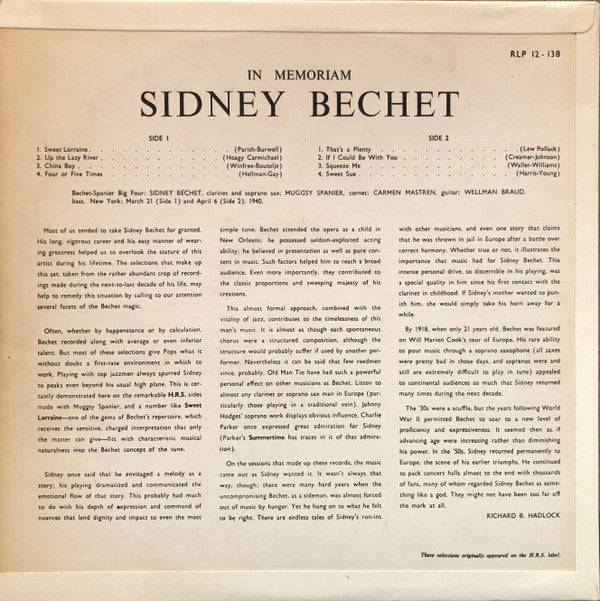 RLP 12 - 138
IN MEMORIAM
SIDNEY BECHET
SIDE 1
1. Sweet Lorraine . . . . . . . . . . . . . . (Parish-Burwell)
2. Up the Lazy River . . . . . . . . . . . . . (Hoagy Carmichael)
3. China Boy . . . . . . . . . . . . . . (Winfree-Boutelje)
4. Four or Five Times . . . . . . . . . . . . . (Hellman-Gay)
SIDE 2
1. That's a Plenty . . . . . . . . . . . . . . (Lew Pollack)
2. If I Could Be With You . . . . . . . . . . (Creamer-Johnson)
3. Squeeze Me . . . . . . . . . . . . . . (Waller-Williams)
4. Sweet Sue . . . . . . . . . . . . . . (Harris-Young)
Bechet-Spanier Big Four: SIDNEY BECHET, clarinet and soprano sax; MUGGSY SPANIER, cornet; CARMEN MASTREN, guitar; WELLMAN BRAUD,
bass. New York; March 21 (Side 1) and April 6 (Side 2), 1940.
Most of us tended to take Sidney Bechet for granted.
His long, vigorous career and his easy manner of wear-
ing greatness helped us to overlook the stature of this
artist during his lifetime. The selections that make up
this set, taken from the rather abundant crop of record-
ings made during the next-to-last decade of his life, may
help to remedy this situation by calling to our attention
several facets of the Bechet magic.
Often, whether by happenstance or by calculation,
Bechet recorded along with average or even inferior
talent. But most of these selections give Pops what is
without doubt a first-rate environment in which to
work. Playing with top jazzmen always spurred Sidney
to peaks even beyond his usual high plane. This is cer-
tainly demonstrated here on the remarkable H.R.S. sides
made with Muggsy Spanier, and a number like Sweet
Lorraine—one of the gems of Bechet's repertoire, which
receives the sensitive, charged interpretation that only
the master can give—fits with characteristic musical
naturalness into the Bechet concept of the tune.
Sidney once said that he envisaged a melody as a
story; his playing dramatized and communicated the
emotional flow of that story. This probably had much
to do with his depth of expression and command of
nuances that lend dignity and impact to even the most
simple tune. Bechet attended the opera as a child in
New Orleans; he possessed seldom-exploited acting
ability; he believed in presentation as well as pure con-
tent in music. Such factors helped him to reach a broad
audience. Even more importantly, they contributed to
the classic proportions and sweeping majesty of his
creations.
This almost formal approach, combined with the
vitality of jazz, contributes to the timelessness of this
man's music. It is almost as though each spontaneous
chorus were a structured composition, although the
structure would probably suffer if used by another per-
former. Nevertheless it can be said that few reedmen
since, probably, Old Man Tio have had such a powerful
personal effect on other musicians as Bechet. Listen to
almost any clarinet or soprano sax man in Europe (par-
ticularly those playing in a traditional vein). Johnny
Hodges' soprano work displays obvious influence. Charlie
Parker once expressed great admiration for Sidney
(Parker's Summertime has traces in it of that admira-
tion).
On the sessions that made up these records, the music
came out as Sidney wanted it. It wasn't always that
way, though; there were many hard years when the
uncompromising Bechet, as a sideman, was almost forced
out of music by hunger. Yet he hung on to what he felt
to be right. There are endless tales of Sidney's run-ins
with other musicians, and even one story that claims
that he was thrown in jail in Europe after a battle over
correct harmony. Whether true or not, it illustrates the
importance that music had for Sidney Bechet. This
intense personal drive, so discernible in his playing, was
a special quality in him since his first contact with the
clarinet in childhood. If Sidney's mother wanted to pun-
ish him, she would simply take his horn away for a
while.
By 1918, when only 21 years old, Bechet was featured
on Will Marion Cook's tour of Europe. His rare ability
to pour music through a soprano saxophone (all saxes
were pretty bad in those days, and sopranos were and
still are extremely difficult to play in tune) appealed
to continental audiences so much that Sidney returned
many times during the next decade.
The '30s were a scuffle, but the years following World
War II permitted Bechet to soar to a new level of
proficiency and expressiveness. It seemed then as if
advancing age were increasing rather than diminishing
his power. In the '50s, Sidney returned permanently to
Europe, the scene of his earlier triumphs. He continued
to pack concert halls almost to the end with thousands
of fans, many of whom regarded Sidney Bechet as some-
thing like a god. They might not have been too far off
the mark at all.
RICHARD B. HADLOCK
These selections originally appeared on the H.R.S. label.